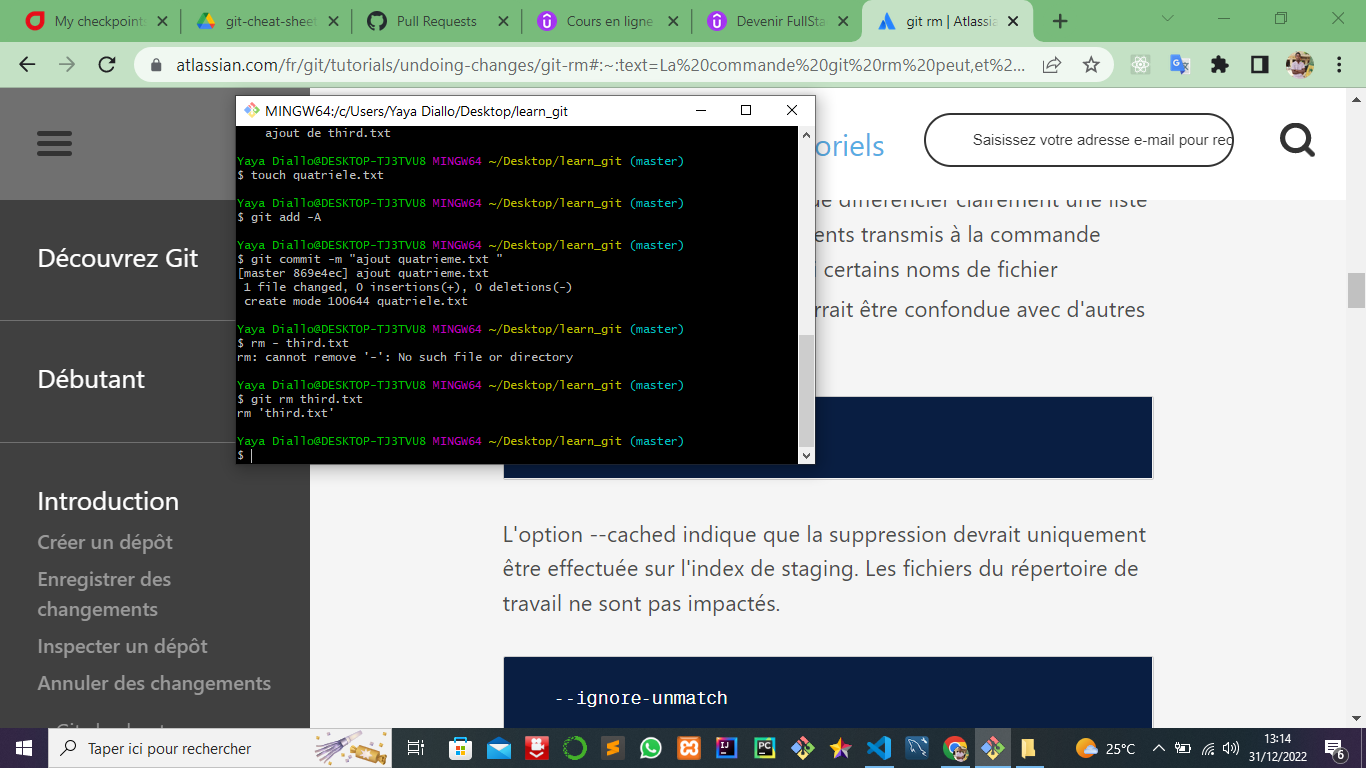 My checkpoint
git-cheat-sheet
Pull Requests
Cours en ligne
Devenir FullSta
git rm | Atlassia
atlassian.com/fr/git/tutorials/undoing-changes/git-rm#:~:text=La%20commande%20git%20rm%20peut,et%2...
MINGW64:/c/Users/Yaya Diallo/Desktop/learn_git
ajout de third.txt
Yaya Diallo@DESKTOP-TJ3TVU8 MINGW64 ~/Desktop/learn_git (master)
$ touch quatriele.txt
Yaya Diallo@DESKTOP-TJ3TVU8 MINGW64 ~/Desktop/learn_git (master)
$ git add -A
Yaya Diallo@DESKTOP-TJ3TVU8 MINGW64 ~/Desktop/learn_git (master)
$ git commit -m "ajout quatrieme.txt "
[master 869e4ec] ajout quatrieme.txt
1 file changed, 0 insertions(+), 0 deletions(-)
create mode 100644 quatriele.txt
Yaya Diallo@DESKTOP-TJ3TVU8 MINGW64 ~/Desktop/learn_git (master)
$ rm - third.txt
rm: cannot remove '-': No such file or directory
Yaya Diallo@DESKTOP-TJ3TVU8 MINGW64 ~/Desktop/learn_git (master)
$ git rm third.txt
rm 'third.txt'
Yaya Diallo@DESKTOP-TJ3TVU8 MINGW64 ~/Desktop/learn_git (master)
$
oriels
Saisissez votre adresse e-mail pour rec
Découvrez Git
Débutant
Introduction
Créer un dépôt
Enregistrer des
changements
Inspecter un dépôt
Annuler des changements
ue différencier clairement une liste
ents transmis à la commande
i certains noms de fichier
rrait être confondue avec d'autres
L'option --cached indique que la suppression devrait uniquement
être effectuée sur l'index de staging. Les fichiers du répertoire de
travail ne sont pas impactés.
--ignore-unmatch
Taper ici pour rechercher
25°C
13:14
31/12/2022
6